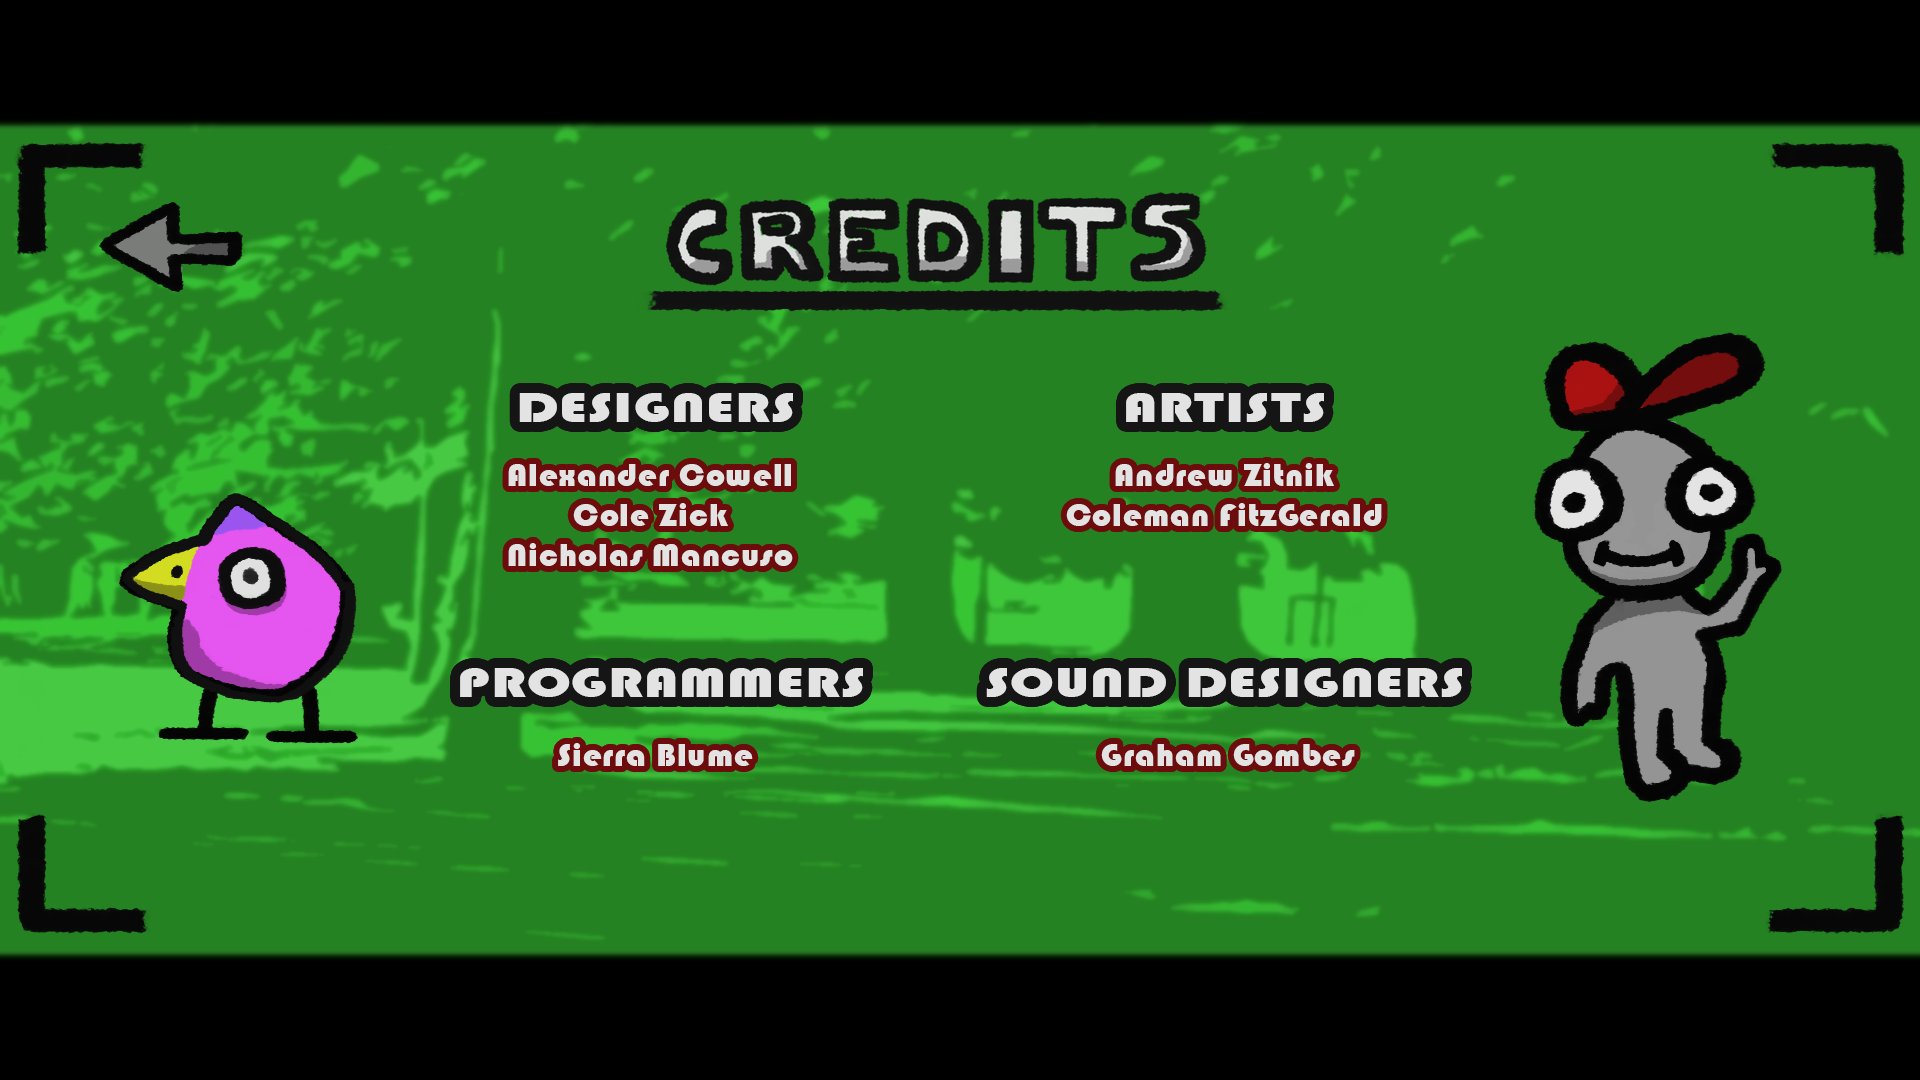 CREDITS
DESIGNERS
Alexander Cowell
Cole Zick
Nicholas Mancuso
ARTISTS
Andrew Zitnik
Coleman FitzGerald
PROGRAMMERS
Sierra Blume
SOUND DESIGNERS
Graham Gombes